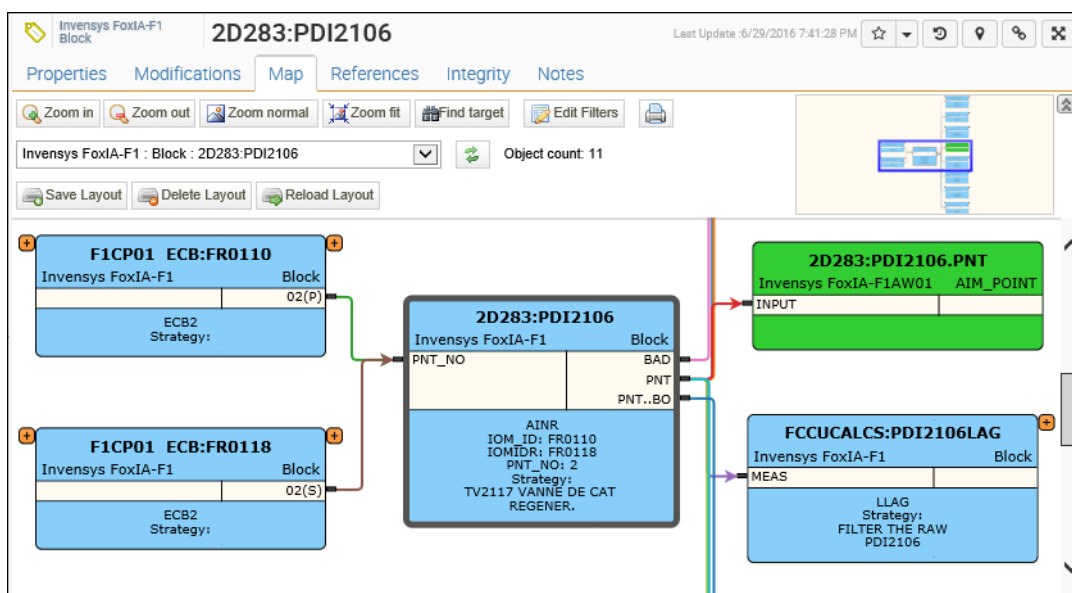 Invensys FoxIA-F1
Block
2D283:PDI2106
Last Update :6/29/2016 7:41:28 PM
Properties Modifications Map References Integrity Notes
Zoom in Zoom out Zoom normal Zoom fit Find target Edit Filters
Invensys FoxIA-F1 : Block : 2D283:PDI2106
Object count: 11
Save Layout Delete Layout Reload Layout
F1CP01 ECB:FR0110
Invensys FoxIA-F1 Block
02(P)
ECB2
Strategy:
F1CP01 ECB:FR0118
Invensys FoxIA-F1 Block
02(S)
ECB2
Strategy:
2D283:PDI2106
Invensys FoxIA-F1 Block
PNT_NO BAD
PNT
PNT..BO
AINR
IOM_ID: FR0110
IOMIDR: FR0118
PNT_NO: 2
Strategy:
TV2117 VANNE DE CAT
REGENER.
2D283:PDI2106.PNT
Invensys FoxIA-F1AW01 AIM_POINT
INPUT
FCCUCALCS:PDI2106LAG
Invensys FoxIA-F1 Block
MEAS
LLAG
Strategy:
FILTER THE RAW
PDI2106